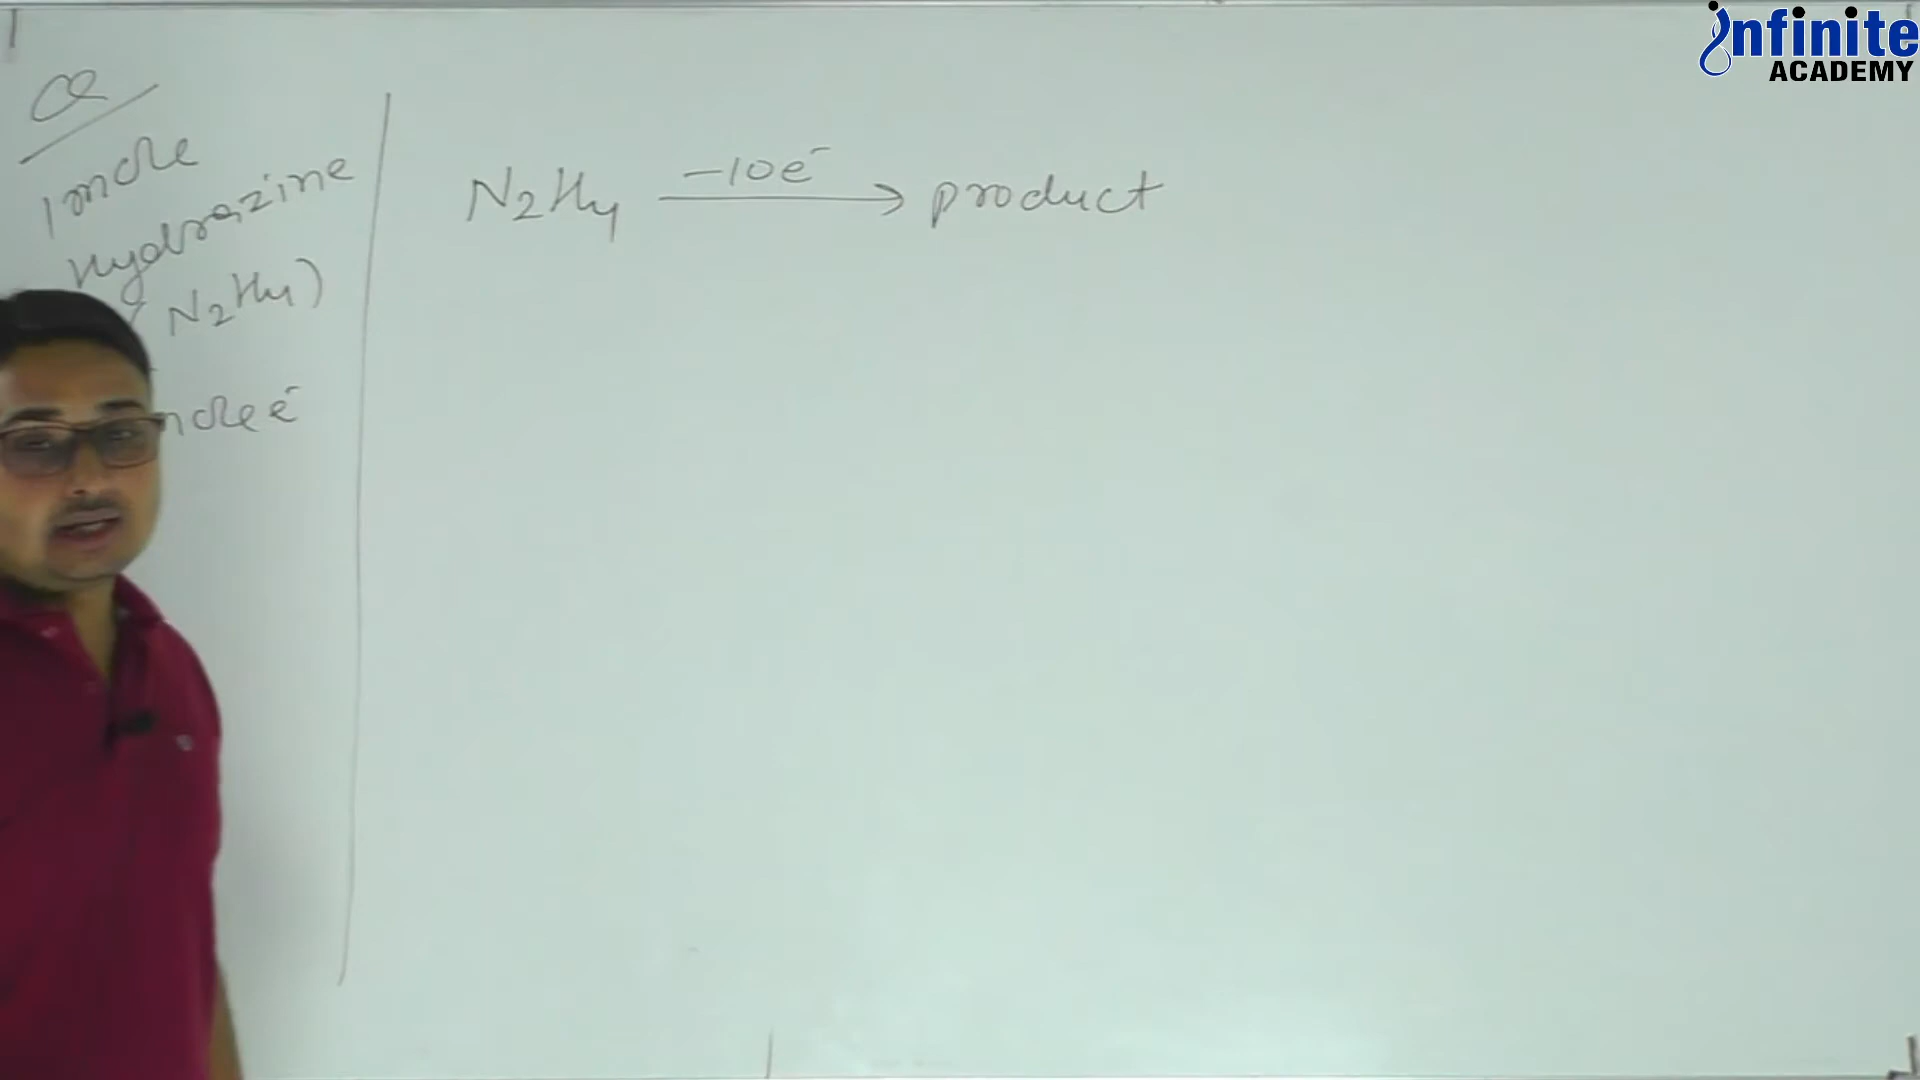 Q
1 mole
Hydrazine
(N2H4)
mole e-
N2H4 -10e-→ product
infinite
ACADEMY